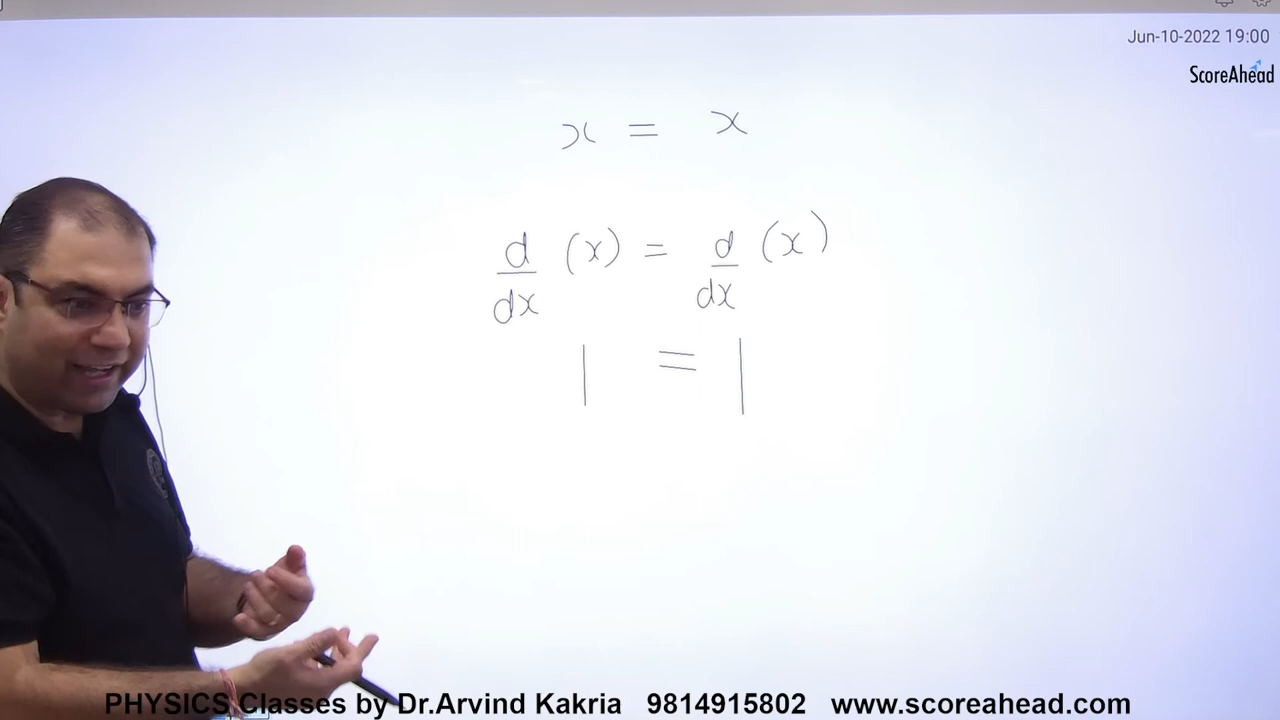 Jun-10-2022 19:00
ScoreAhead
x = x
d/dx (x) = d/dx (x)
1 = 1
PHYSICS Classes by Dr.Arvind Kakria 9814915802 www.scoreahead.com